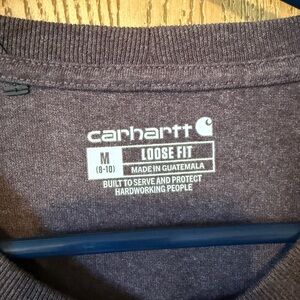 carhartt
M
(8-10)
LOOSE FIT
MADE IN GUATEMALA
BUILT TO SERVE AND PROTECT
HARDWORKING PEOPLE